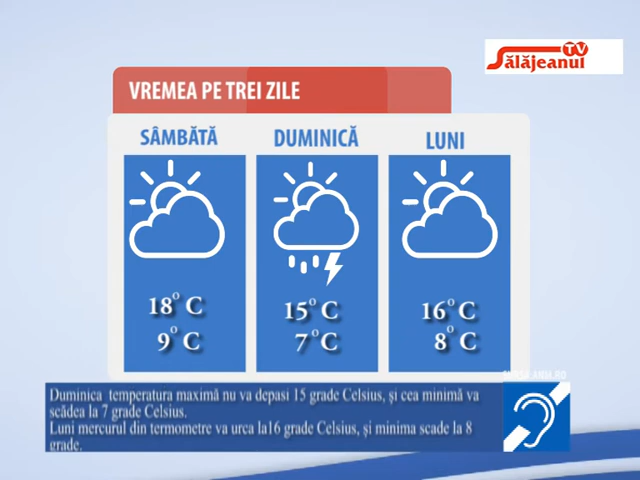 Sălăjeanul TV
VREMEA PE TREI ZILE
SÂMBĂTĂ DUMINICĂ LUNI
18° C 15° C 16° C
9° C 7° C 8° C
Duminica temperatura maximă nu va depasi 15 grade Celsius, și cea minimă va
scădea la 7 grade Celsius.
Luni mercurul din termometre va urca la16 grade Celsius, și minima scade la 8
grade.